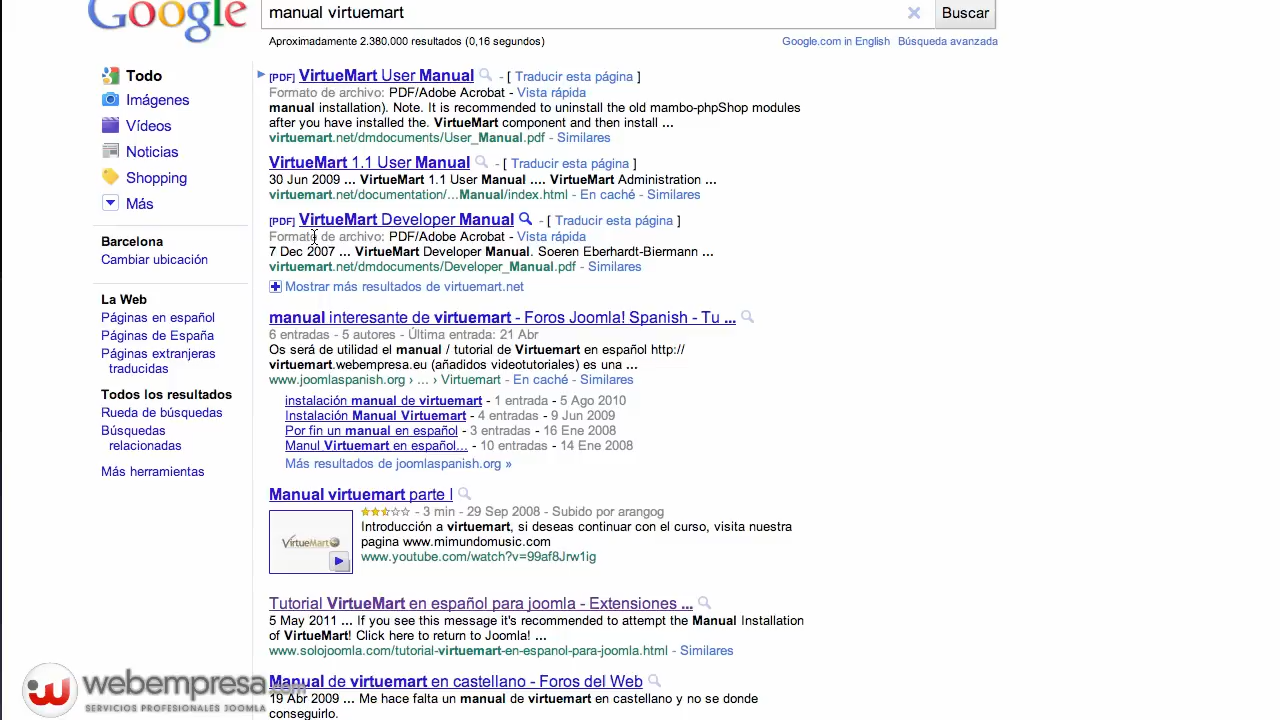 Google
manual virtuemart
Buscar
Aproximadamente 2.380.000 resultados (0,16 segundos)
Google.com in English Búsqueda avanzada
Todo
Imágenes
Vídeos
Noticias
Shopping
Más
Barcelona
Cambiar ubicación
La Web
Páginas en español
Páginas de España
Páginas extranjeras
traducidas
Todos los resultados
Rueda de búsquedas
Búsquedas
relacionadas
Más herramientas
[PDF] VirtueMart User Manual - [ Traducir esta página ]
Formato de archivo: PDF/Adobe Acrobat - Vista rápida
manual installation). Note. It is recommended to uninstall the old mambo-phpShop modules
after you have installed the. VirtueMart component and then install ...
virtuemart.net/dmdocuments/User_Manual.pdf - Similares
VirtueMart 1.1 User Manual - [ Traducir esta página ]
30 Jun 2009 ... VirtueMart 1.1 User Manual .... VirtueMart Administration ...
virtuemart.net/documentation/...Manual/index.html - En caché - Similares
[PDF] VirtueMart Developer Manual - [ Traducir esta página ]
Formato de archivo: PDF/Adobe Acrobat - Vista rápida
7 Dec 2007 ... VirtueMart Developer Manual. Soeren Eberhardt-Biermann ...
virtuemart.net/dmdocuments/Developer_Manual.pdf - Similares
Mostrar más resultados de virtuemart.net
manual interesante de virtuemart - Foros Joomla! Spanish - Tu ...
6 entradas - 5 autores - Última entrada: 21 Abr
Os será de utilidad el manual / tutorial de Virtuemart en español http://
virtuemart.webempresa.eu (añadidos videotutoriales) es una ...
www.joomlaspanish.org › ... › Virtuemart - En caché - Similares
instalación manual de virtuemart - 1 entrada - 5 Ago 2010
Instalación Manual Virtuemart - 4 entradas - 9 Jun 2009
Por fin un manual en español - 3 entradas - 16 Ene 2008
Manul Virtuemart en español... - 10 entradas - 14 Ene 2008
Más resultados de joomlaspanish.org »
Manual virtuemart parte I
VirtueMart
3 min - 29 Sep 2008 - Subido por arangog
Introducción a virtuemart, si deseas continuar con el curso, visita nuestra
pagina www.mimundomusic.com
www.youtube.com/watch?v=99af8Jrw1ig
Tutorial VirtueMart en español para joomla - Extensiones ...
5 May 2011 ... If you see this message it's recommended to attempt the Manual Installation
of VirtueMart! Click here to return to Joomla! ...
www.solojoomla.com/tutorial-virtuemart-en-espanol-para-joomla.html - Similares
Manual de virtuemart en castellano - Foros del Web
19 Abr 2009 ... Me hace falta un manual de virtuemart en castellano y no se donde
conseguirlo.
webempresa.com
SERVICIOS PROFESIONALES JOOMLA